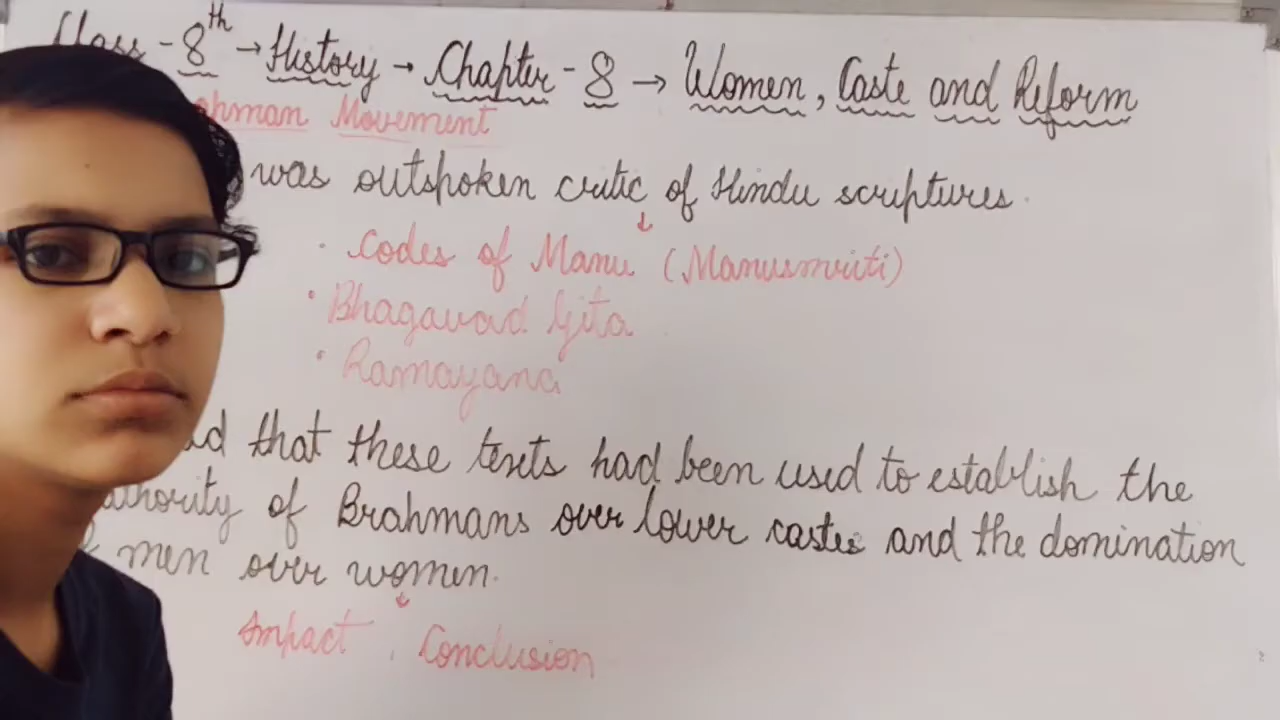 Class - 8th → History → Chapter - 8 → Women, Caste and Reform
Movement
was outspoken critic of Hindu scriptures.
↓
• Codes of Manu (Manusmriti)
• Bhagavad Gita
• Ramayana
that these texts had been used to establish the
of Brahmans over lower castes and the domination
men over women.
↓
Impact, Conclusion